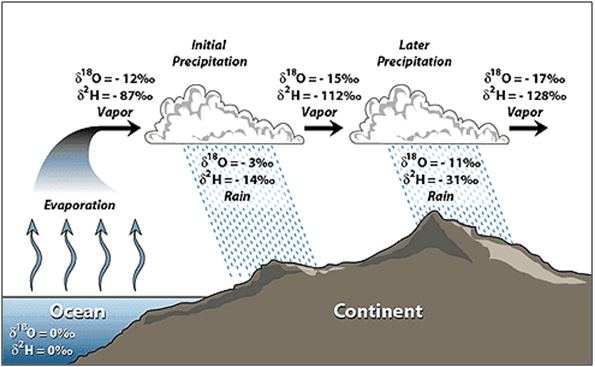 Initial
Precipitation
Later
Precipitation
δ18O = - 12‰
δ2H = - 87‰
Vapor
δ18O = - 15‰
δ2H = - 112‰
Vapor
δ18O = - 17‰
δ2H = - 128‰
Vapor
δ18O = - 3‰
δ2H = - 14‰
Rain
δ18O = - 11‰
δ2H = - 31‰
Rain
Evaporation
Ocean
δ18O = 0‰
δ2H = 0‰
Continent